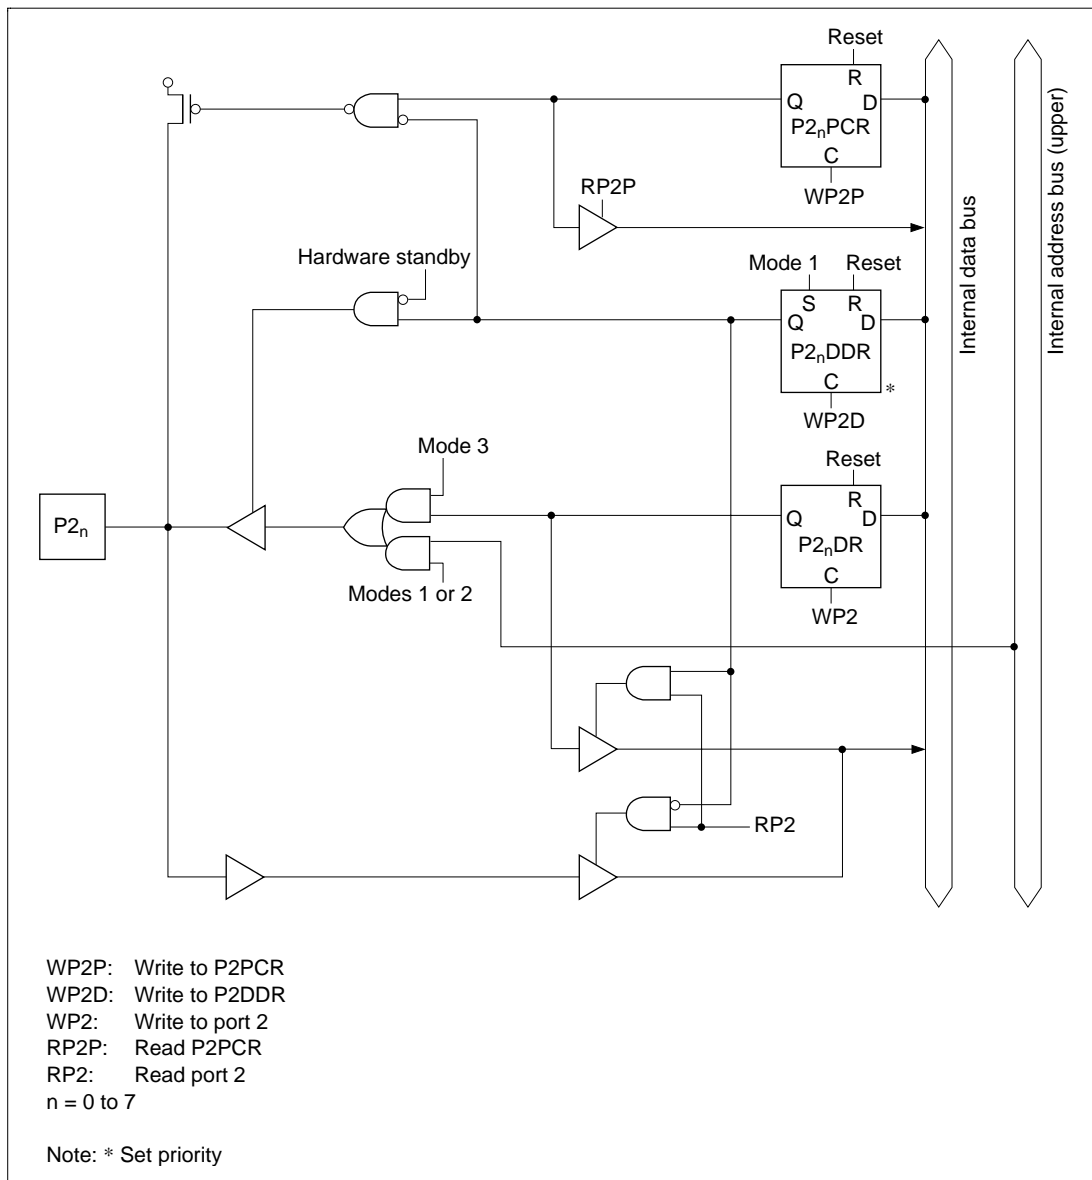 Reset
R
Q
D
P2nPCR
C
WP2P
RP2P
Hardware standby
Mode 1
Reset
S
R
Q
D
P2nDDR
C
*
WP2D
Mode 3
Reset
R
Q
D
P2n
P2nDR
C
Modes 1 or 2
WP2
RP2
Internal data bus
Internal address bus (upper)
WP2P: Write to P2PCR
WP2D: Write to P2DDR
WP2: Write to port 2
RP2P: Read P2PCR
RP2: Read port 2
n = 0 to 7
Note: * Set priority